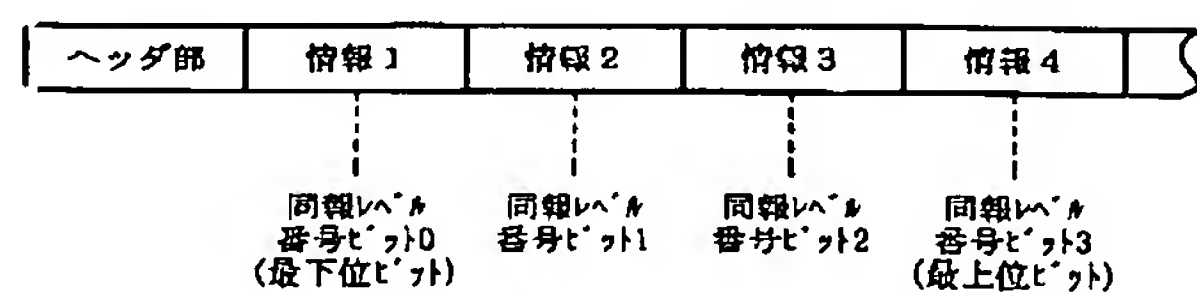 ヘッダ部 情報1 情報2 情報3 情報4
同報ﾚﾍﾞﾙ 同報ﾚﾍﾞﾙ 同報ﾚﾍﾞﾙ 同報ﾚﾍﾞﾙ
番号ﾋﾞｯﾄ0 番号ﾋﾞｯﾄ1 番号ﾋﾞｯﾄ2 番号ﾋﾞｯﾄ3
(最下位ﾋﾞｯﾄ) (最上位ﾋﾞｯﾄ)